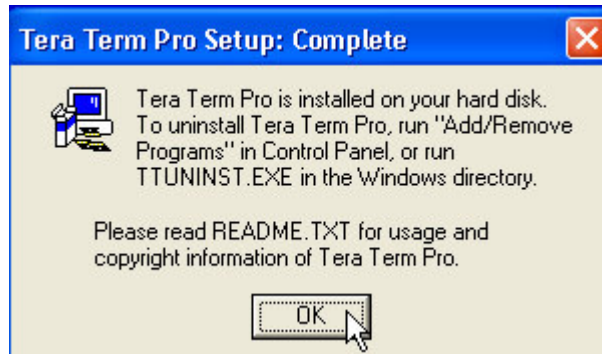 Tera Term Pro Setup: Complete
Tera Term Pro is installed on your hard disk.
To uninstall Tera Term Pro, run "Add/Remove
Programs" in Control Panel, or run
TTUNINST.EXE in the Windows directory.
Please read README.TXT for usage and
copyright information of Tera Term Pro.
OK